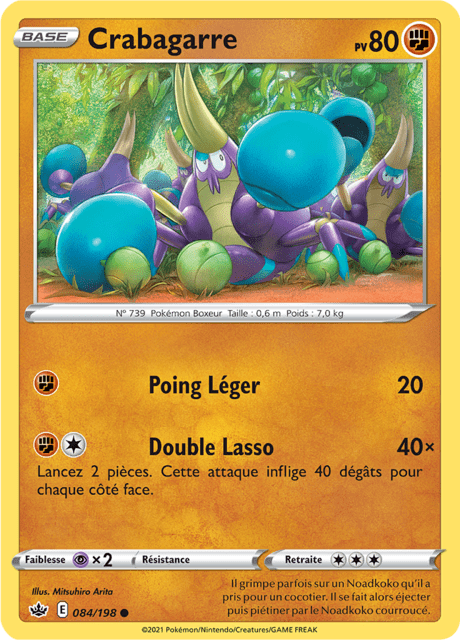 BASE Crabagarre PV80
N° 739 Pokémon Boxeur Taille : 0,6 m Poids : 7,0 kg
Poing Léger 20
Double Lasso 40×
Lancez 2 pièces. Cette attaque inflige 40 dégâts pour
chaque côté face.
Faiblesse ×2 Résistance Retraite
Illus. Mitsuhiro Arita
E 084/198
Il grimpe parfois sur un Noadkoko qu'il a
pris pour un cocotier. Il se fait alors éjecter
puis piétiner par le Noadkoko courroucé.
©2021 Pokémon/Nintendo/Creatures/GAME FREAK